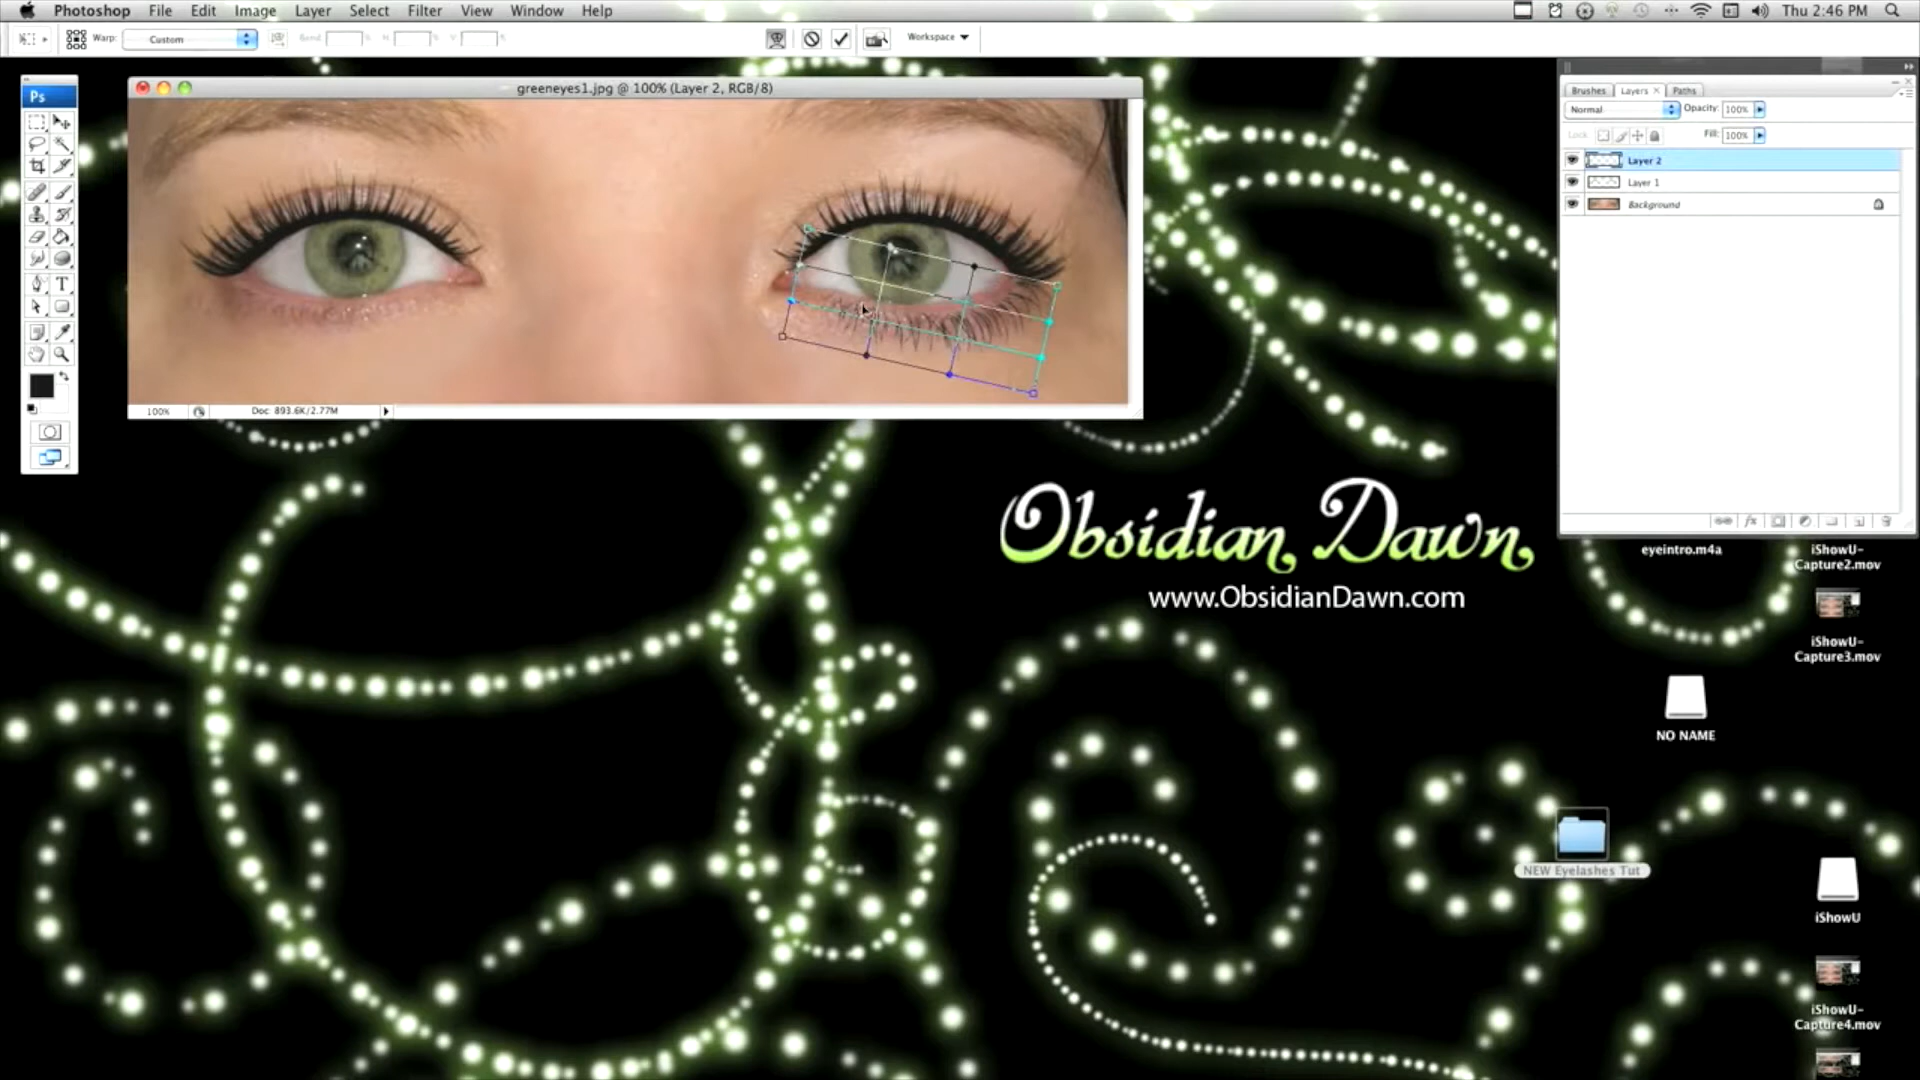 Photoshop File Edit Image Layer Select Filter View Window Help Thu 2:46 PM
Warp: Custom Bend: % H: % V: % Workspace
Ps
greeneyes1.jpg @ 100% (Layer 2, RGB/8)
100% Doc: 893.6K/2.77M
Brushes Layers Paths
Normal Opacity: 100%
Lock: Fill: 100%
Layer 2
Layer 1
Background
Obsidian Dawn
www.ObsidianDawn.com
eyeintro.m4a
iShowU-
Capture2.mov
iShowU-
Capture3.mov
NO NAME
NEW Eyelashes Tut
iShowU
iShowU-
Capture4.mov